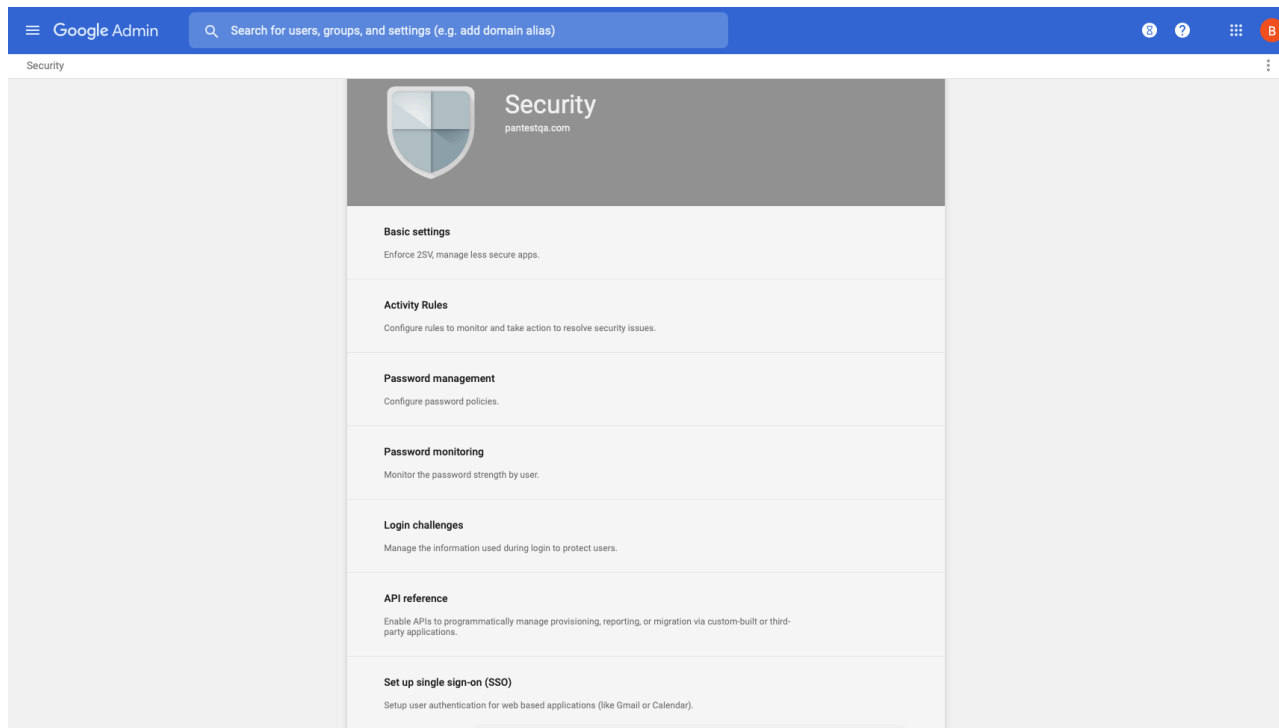 Google Admin
Search for users, groups, and settings (e.g. add domain alias)
8
?
B
Security
Security
pantestqa.com
Basic settings
Enforce 2SV, manage less secure apps.
Activity Rules
Configure rules to monitor and take action to resolve security issues.
Password management
Configure password policies.
Password monitoring
Monitor the password strength by user.
Login challenges
Manage the information used during login to protect users.
API reference
Enable APIs to programmatically manage provisioning, reporting, or migration via custom-built or third-
party applications.
Set up single sign-on (SSO)
Setup user authentication for web based applications (like Gmail or Calendar).